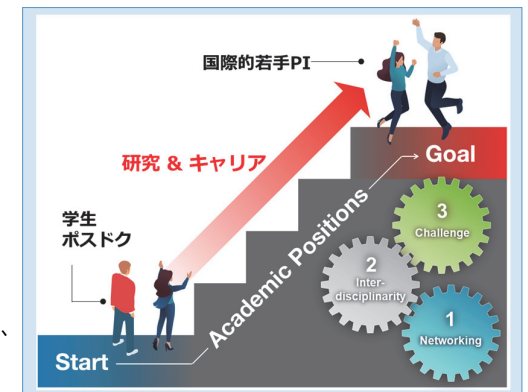 国際的若手PI
研究 & キャリア
学生
ポスドク
Academic Positions
Goal
3
Challenge
2
Inter-
disciplinarity
1
Networking
Start
、